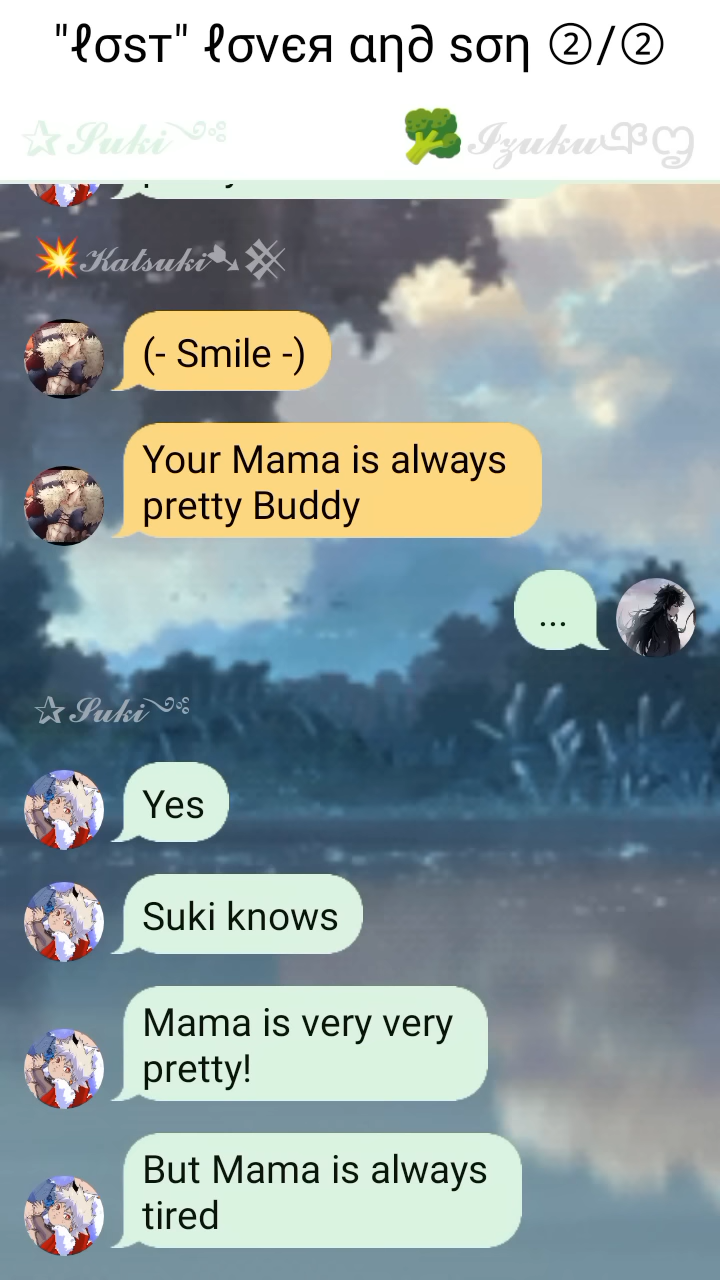 "ℓσѕт" ℓσνєя αη∂ ѕση ②/②
☆𝓢𝓾𝓴𝓲
🥦𝓘𝔃𝓾𝓴𝓾
💥𝓚𝓪𝓽𝓼𝓾𝓴𝓲
(- Smile -)
Your Mama is always
pretty Buddy
...
☆𝓢𝓾𝓴𝓲
Yes
Suki knows
Mama is very very
pretty!
But Mama is always
tired